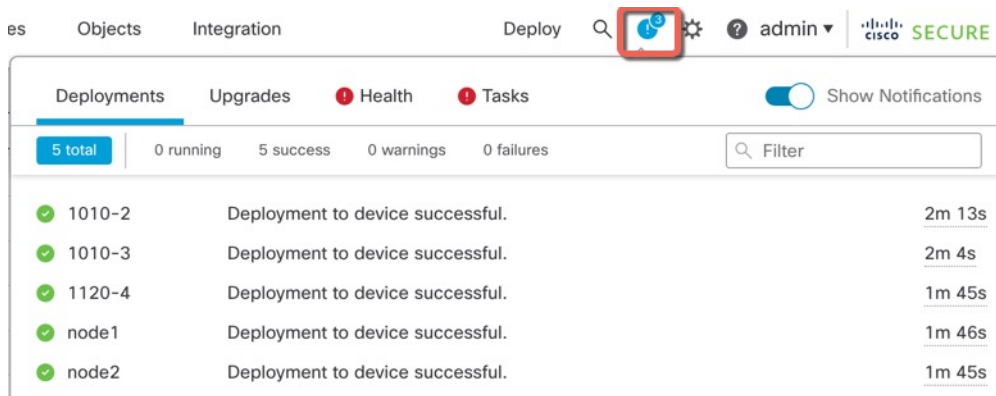 es Objects Integration Deploy 3 admin CISCO SECURE
Deployments Upgrades Health Tasks Show Notifications
5 total 0 running 5 success 0 warnings 0 failures Filter
1010-2 Deployment to device successful. 2m 13s
1010-3 Deployment to device successful. 2m 4s
1120-4 Deployment to device successful. 1m 45s
node1 Deployment to device successful. 1m 46s
node2 Deployment to device successful. 1m 45s